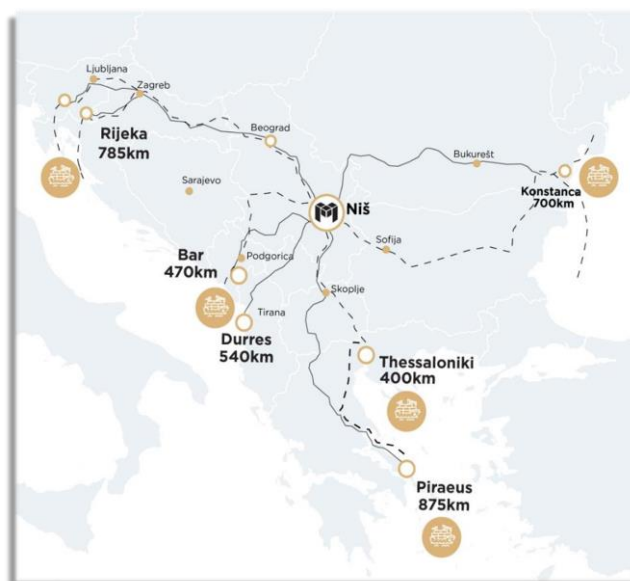 Ljubljana
Zagreb
Rijeka
785km
Beograd
Bukurešt
Konstanca
700km
Sarajevo
Niš
Sofija
Bar
470km
Podgorica
Skoplje
Tirana
Durres
540km
Thessaloniki
400km
Piraeus
875km